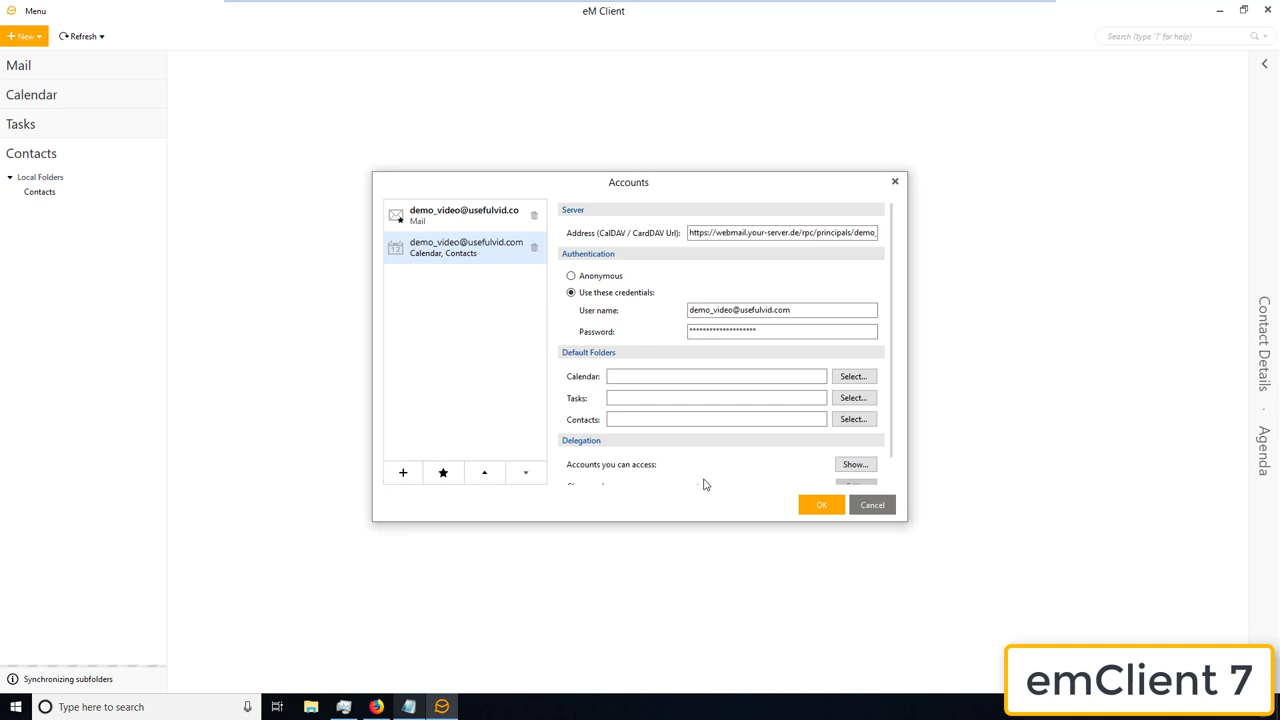 Menu
eM Client
New
Refresh
Search (type '?' for help)
Mail
Calendar
Tasks
Contacts
Local Folders
Contacts
Accounts
demo_video@usefulvid.co
Mail
demo_video@usefulvid.com
Calendar, Contacts
Server
Address (CalDAV / CardDAV Url):
https://webmail.your-server.de/rpc/principals/demo_
Authentication
Anonymous
Use these credentials:
User name:
demo_video@usefulvid.com
Password:
********************
Default Folders
Calendar:
Select...
Tasks:
Select...
Contacts:
Select...
Delegation
Accounts you can access:
Show...
OK
Cancel
Contact Details · Agenda
Synchronizing subfolders
Type here to search
emClient 7